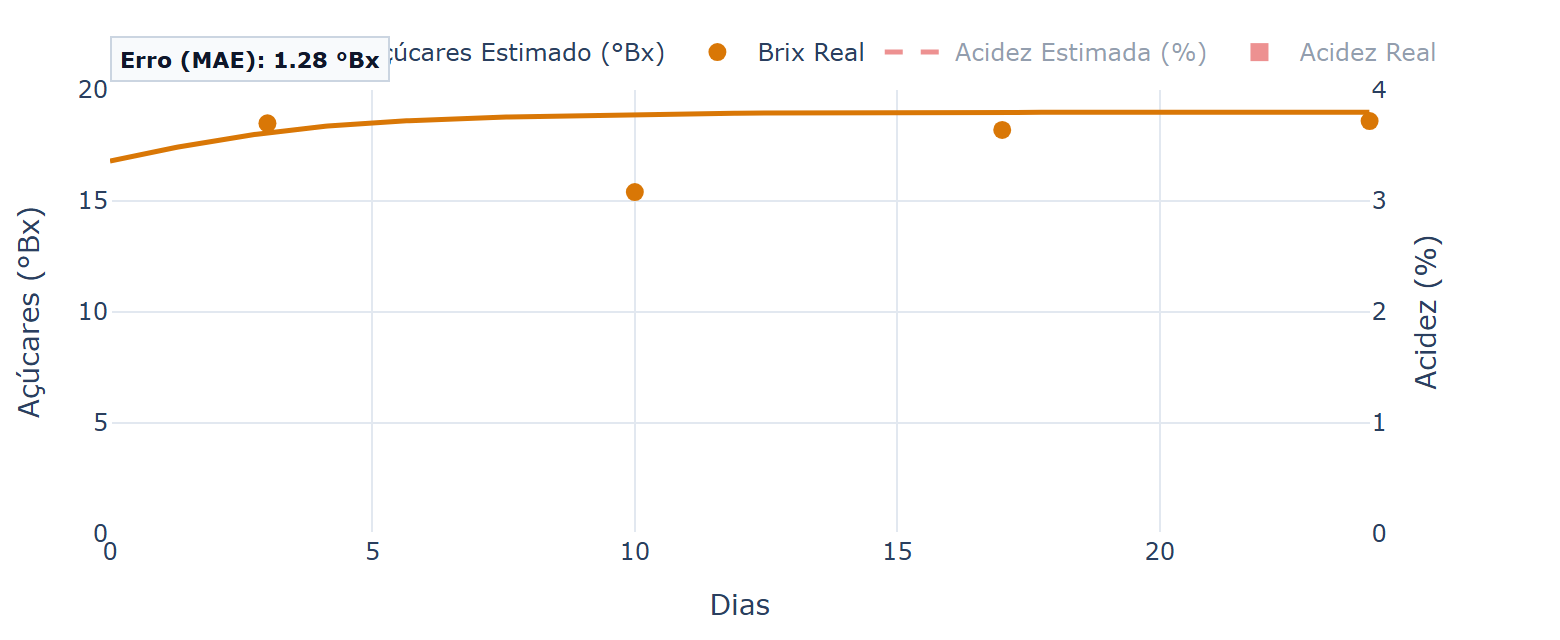 Erro (MAE): 1.28 °Bx
çúcares Estimado (°Bx)
Brix Real
Acidez Estimada (%)
Acidez Real
20
15
10
5
0
Açúcares (°Bx)
4
3
2
1
0
Acidez (%)
0
5
10
15
20
Dias